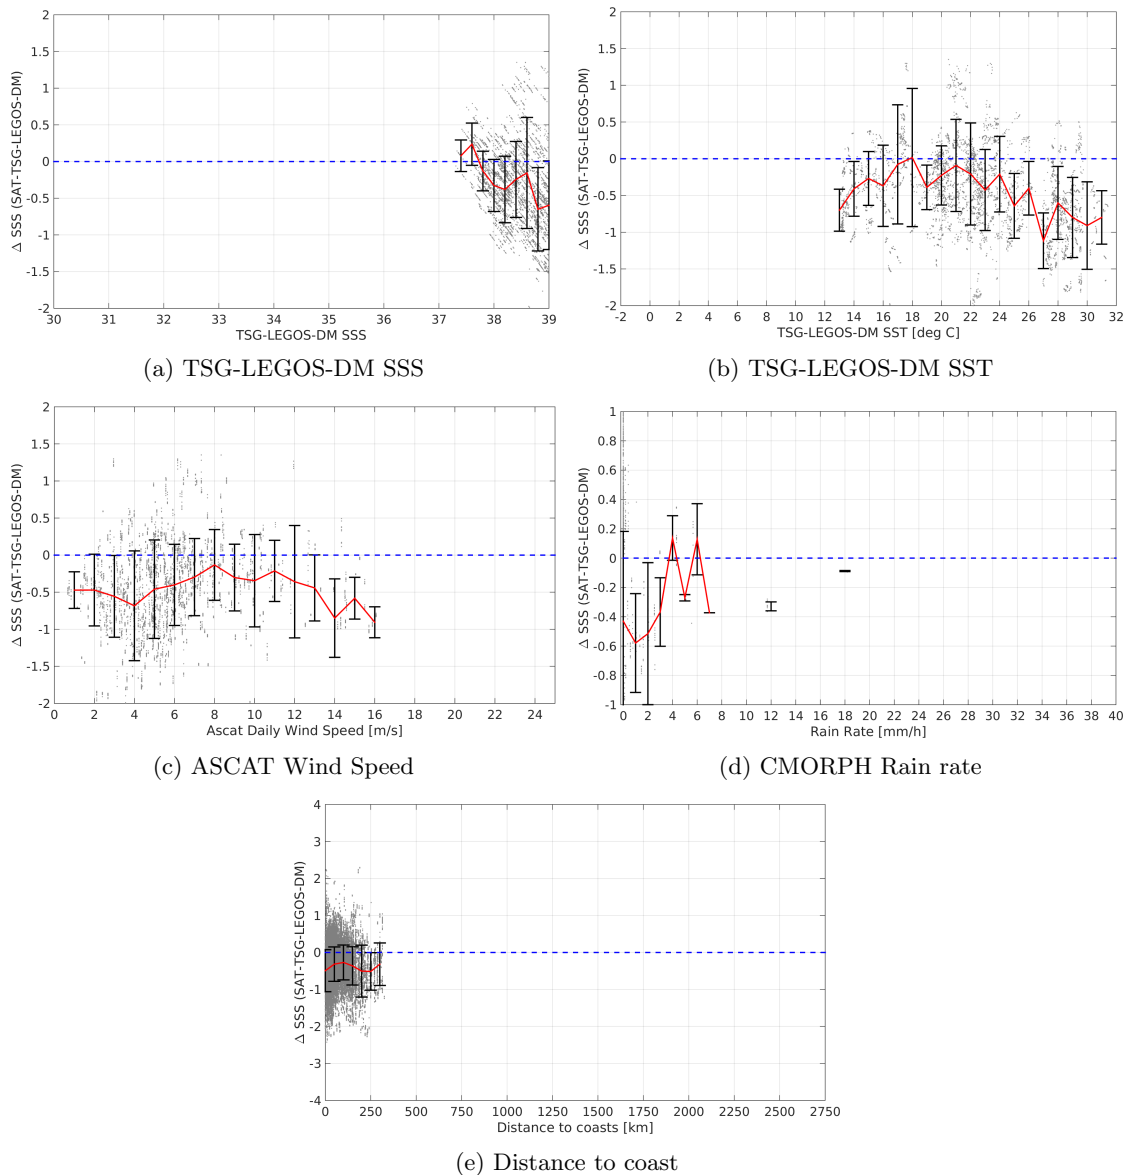 2
1.5
1
0.5
0
-0.5
-1
-1.5
-2
Δ SSS (SAT-TSG-LEGOS-DM)
30 31 32 33 34 35 36 37 38 39
TSG-LEGOS-DM SSS
(a) TSG-LEGOS-DM SSS
2
1.5
1
0.5
0
-0.5
-1
-1.5
-2
Δ SSS (SAT-TSG-LEGOS-DM)
-2 0 2 4 6 8 10 12 14 16 18 20 22 24 26 28 30 32
TSG-LEGOS-DM SST [deg C]
(b) TSG-LEGOS-DM SST
2
1.5
1
0.5
0
-0.5
-1
-1.5
-2
Δ SSS (SAT-TSG-LEGOS-DM)
0 2 4 6 8 10 12 14 16 18 20 22 24
Ascat Daily Wind Speed [m/s]
(c) ASCAT Wind Speed
1
0.8
0.6
0.4
0.2
0
-0.2
-0.4
-0.6
-0.8
-1
Δ SSS (SAT-TSG-LEGOS-DM)
0 2 4 6 8 10 12 14 16 18 20 22 24 26 28 30 32 34 36 38 40
Rain Rate [mm/h]
(d) CMORPH Rain rate
4
3
2
1
0
-1
-2
-3
-4
Δ SSS (SAT-TSG-LEGOS-DM)
0 250 500 750 1000 1250 1500 1750 2000 2250 2500 2750
Distance to coasts [km]
(e) Distance to coast